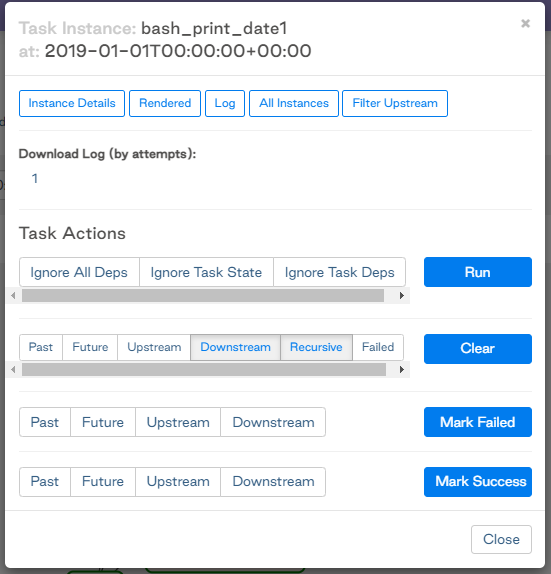 Task Instance: bash_print_date1
at: 2019-01-01T00:00:00+00:00
×
Instance Details Rendered Log All Instances Filter Upstream
Download Log (by attempts):
1
Task Actions
Ignore All Deps Ignore Task State Ignore Task Deps Run
Past Future Upstream Downstream Recursive Failed Clear
Past Future Upstream Downstream Mark Failed
Past Future Upstream Downstream Mark Success
Close